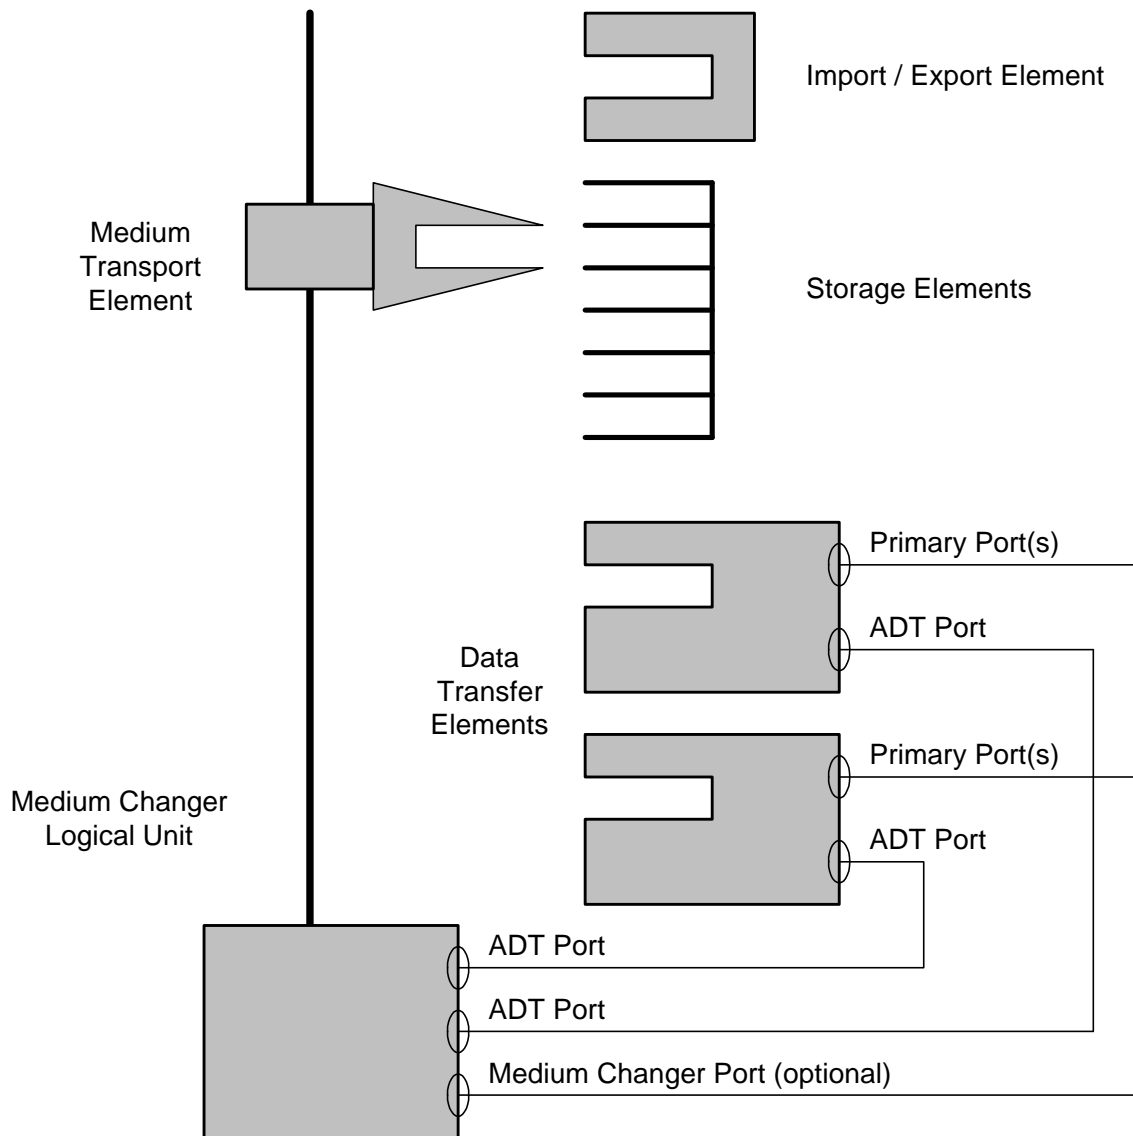 Import / Export Element
Medium
Transport
Element
Storage Elements
Primary Port(s)
ADT Port
Data
Transfer
Elements
Primary Port(s)
Medium Changer
Logical Unit
ADT Port
ADT Port
ADT Port
Medium Changer Port (optional)